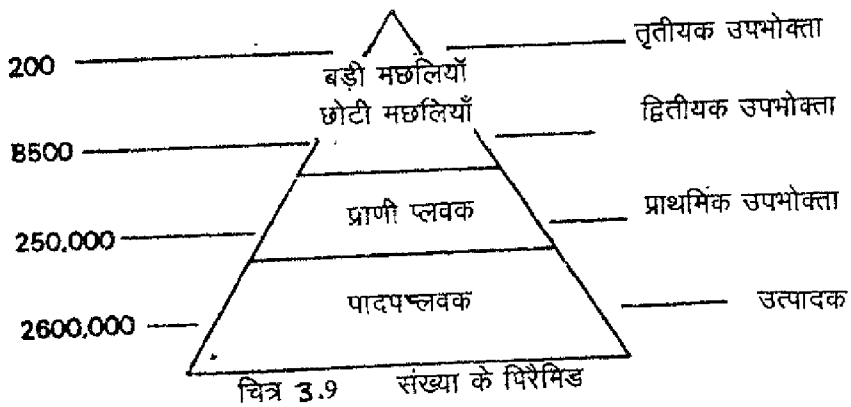 200 तृतीयक उपभोक्ता
बड़ी मछलियाँ
छोटी मछलियाँ
8500 द्वितीयक उपभोक्ता
प्राणी प्लवक
250,000 प्राथमिक उपभोक्ता
पादपप्लवक
2600,000 उत्पादक
चित्र 3.9 संख्या के पिरैमिड